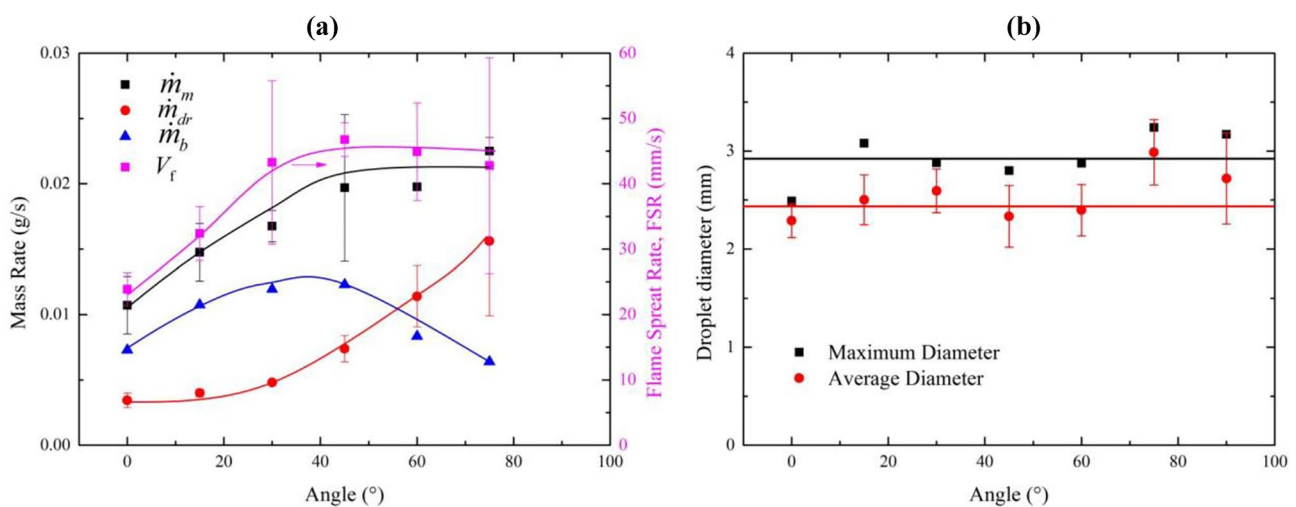 (a)
0.03
0.02
0.01
0.00
Mass Rate (g/s)
ṁm
ṁdr
ṁb
Vf
60
50
40
30
20
10
0
Flame Spreat Rate, FSR (mm/s)
0 20 40 60 80 100
Angle (°)
(b)
4
3
2
1
0
Droplet diameter (mm)
Maximum Diameter
Average Diameter
0 20 40 60 80 100
Angle (°)